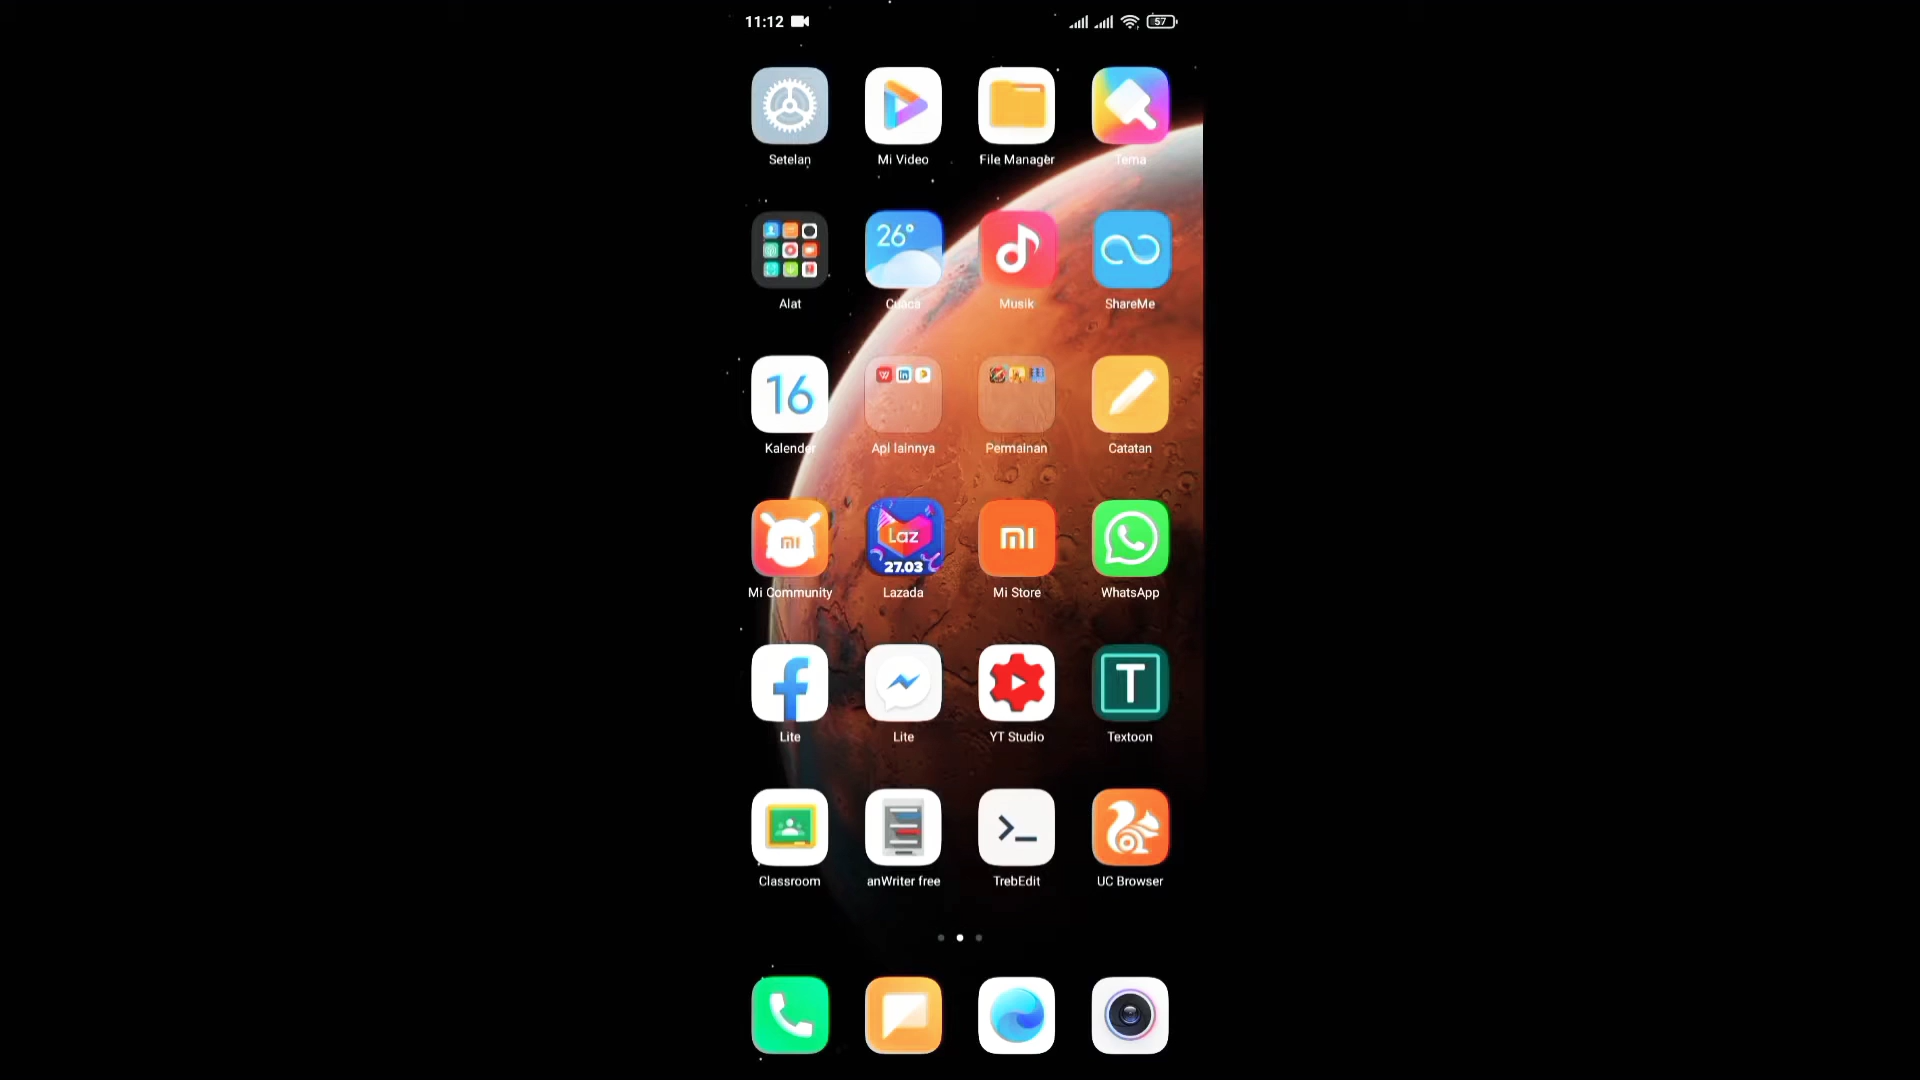 11:12
57
Setelan
Mi Video
File Manager
Tema
26°
Alat
Cuaca
Musik
ShareMe
16
Kalender
Apl lainnya
Permainan
Catatan
mi
Laz
27.03
mi
Mi Community
Lazada
Mi Store
WhatsApp
T
Lite
Lite
YT Studio
Textoon
Classroom
anWriter free
TrebEdit
UC Browser